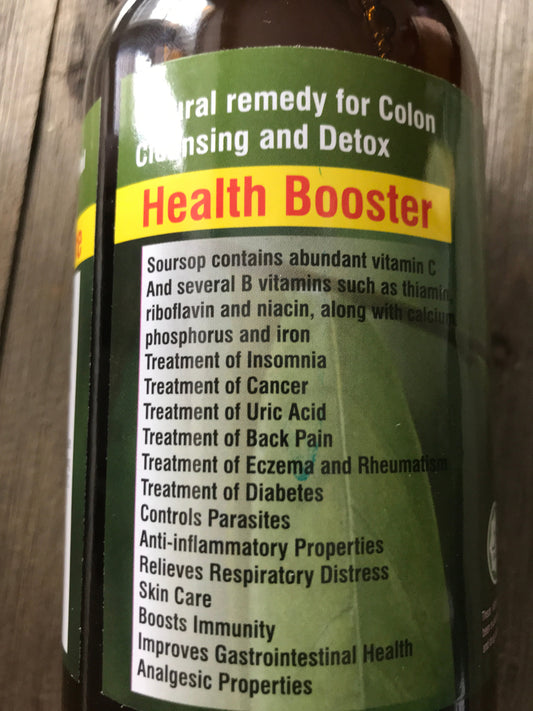 remedy for Colon
Cleansing and Detox
Health Booster
Soursop contains abundant vitamin C
And several B vitamins such as thiamin,
riboflavin and niacin, along with calcium,
phosphorus and iron
Treatment of Insomnia
Treatment of Cancer
Treatment of Uric Acid
Treatment of Back Pain
Treatment of Eczema and Rheumatism
Treatment of Diabetes
Controls Parasites
Anti-inflammatory Properties
Relieves Respiratory Distress
Skin Care
Boosts Immunity
Improves Gastrointestinal Health
Analgesic Properties